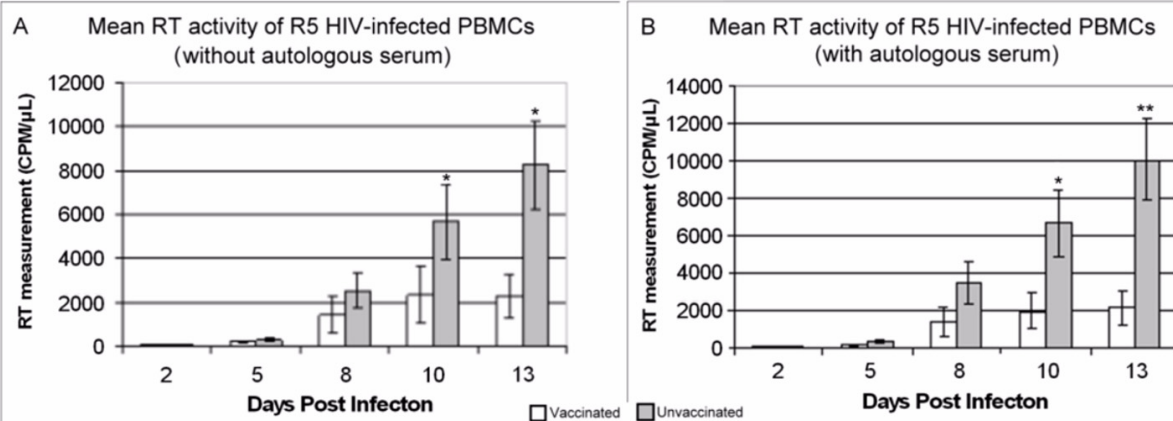 A Mean RT activity of R5 HIV-infected PBMCs
(without autologous serum)
RT measurement (CPM/µL)
12000
10000
8000
6000
4000
2000
0
*
*
2 5 8 10 13
Days Post Infecton
B Mean RT activity of R5 HIV-infected PBMCs
(with autologous serum)
RT measurement (CPM/µL)
14000
12000
10000
8000
6000
4000
2000
0
*
**
2 5 8 10 13
Days Post Infecton
Vaccinated Unvaccinated